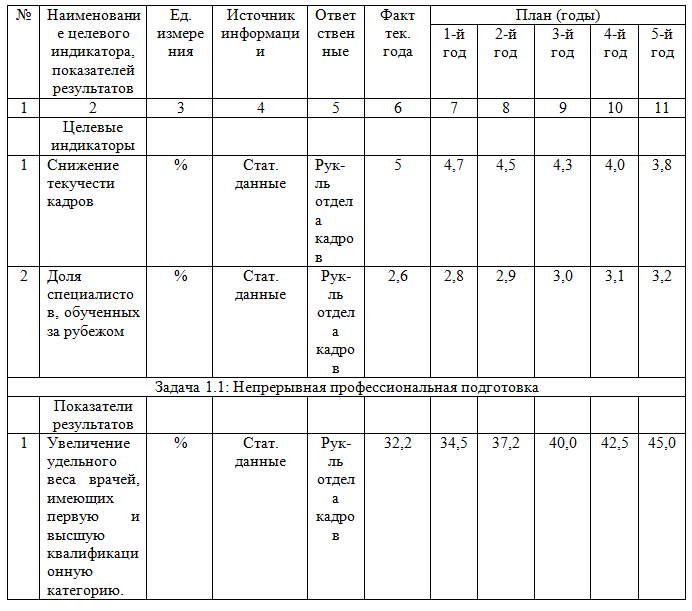 № Наименовани Ед. Источник Ответ Факт План (годы)
е целевого измере информаци ствен тек. 1-й 2-й 3-й 4-й 5-й
индикатора, ния и ные года год год год год год
показателей
результатов
1 2 3 4 5 6 7 8 9 10 11
Целевые
индикаторы
1 Снижение % Стат. Рук- 5 4,7 4,5 4,3 4,0 3,8
текучести данные ль
кадров отдел
а
кадро
в
2 Доля % Стат. Рук- 2,6 2,8 2,9 3,0 3,1 3,2
специалисто данные ль
в, обученных отдел
за рубежом а
кадро
в
Задача 1.1: Непрерывная профессиональная подготовка
Показатели
результатов
1 Увеличение % Стат. Рук- 32,2 34,5 37,2 40,0 42,5 45,0
удельного данные ль
веса врачей, отдел
имеющих а
первую и кадро
высшую в
квалификаци
онную
категорию.